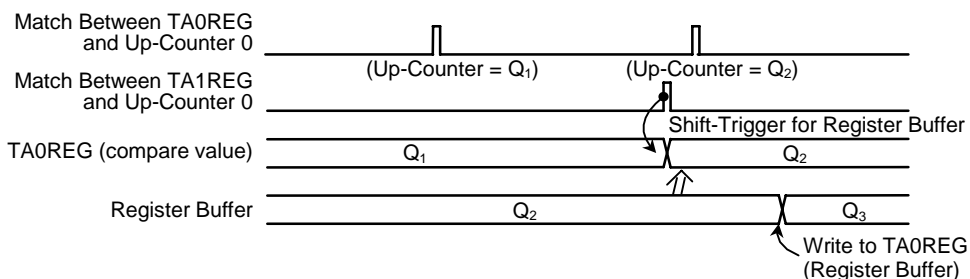 Match Between TA0REG
and Up-Counter 0
(Up-Counter = Q₁) (Up-Counter = Q₂)
Match Between TA1REG
and Up-Counter 0
Shift-Trigger for Register Buffer
TA0REG (compare value) Q₁ Q₂
Register Buffer Q₂ Q₃
Write to TA0REG
(Register Buffer)